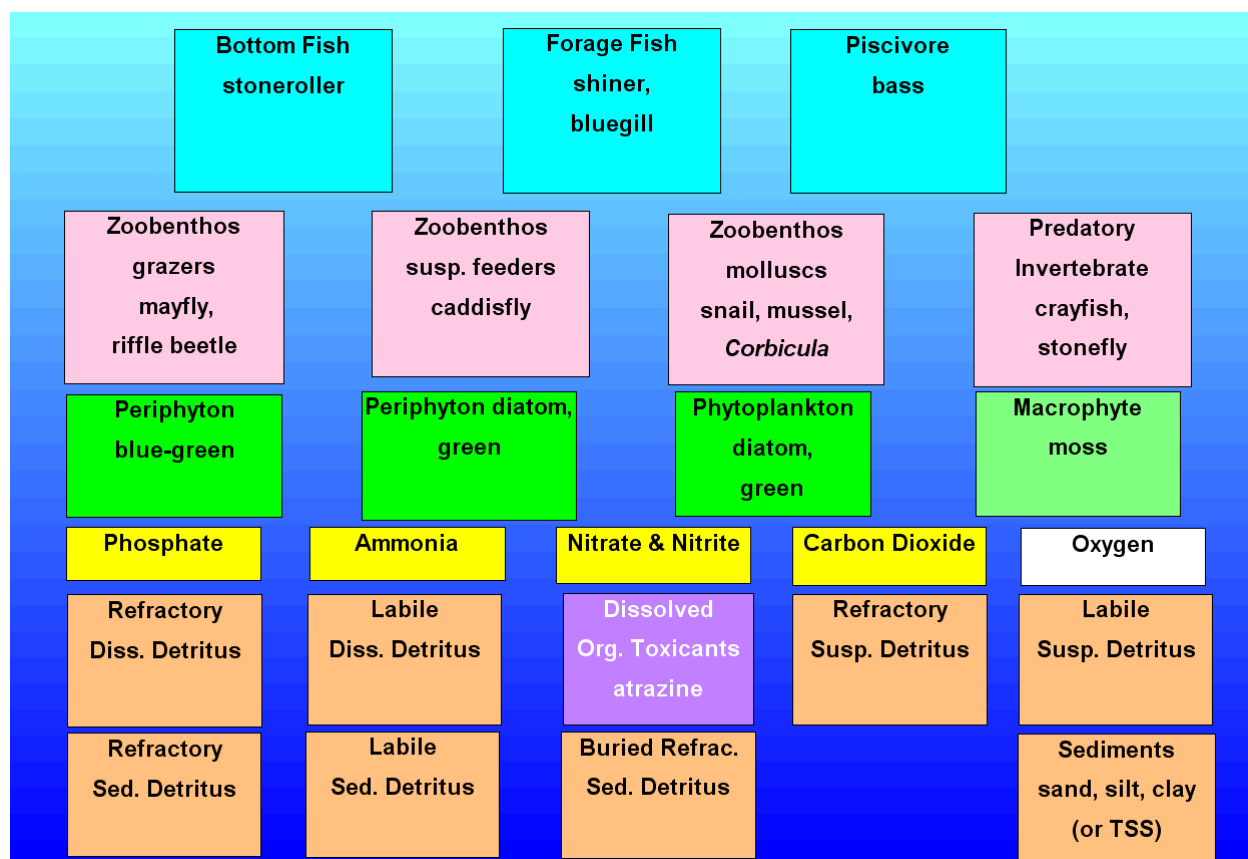 Bottom Fish
stoneroller
Forage Fish
shiner,
bluegill
Piscivore
bass
Zoobenthos
grazers
mayfly,
riffle beetle
Zoobenthos
susp. feeders
caddisfly
Zoobenthos
molluscs
snail, mussel,
Corbicula
Predatory
Invertebrate
crayfish,
stonefly
Periphyton
blue-green
Periphyton diatom,
green
Phytoplankton
diatom,
green
Macrophyte
moss
Phosphate
Ammonia
Nitrate & Nitrite
Carbon Dioxide
Oxygen
Refractory
Diss. Detritus
Labile
Diss. Detritus
Dissolved
Org. Toxicants
atrazine
Refractory
Susp. Detritus
Labile
Susp. Detritus
Refractory
Sed. Detritus
Labile
Sed. Detritus
Buried Refrac.
Sed. Detritus
Sediments
sand, silt, clay
(or TSS)